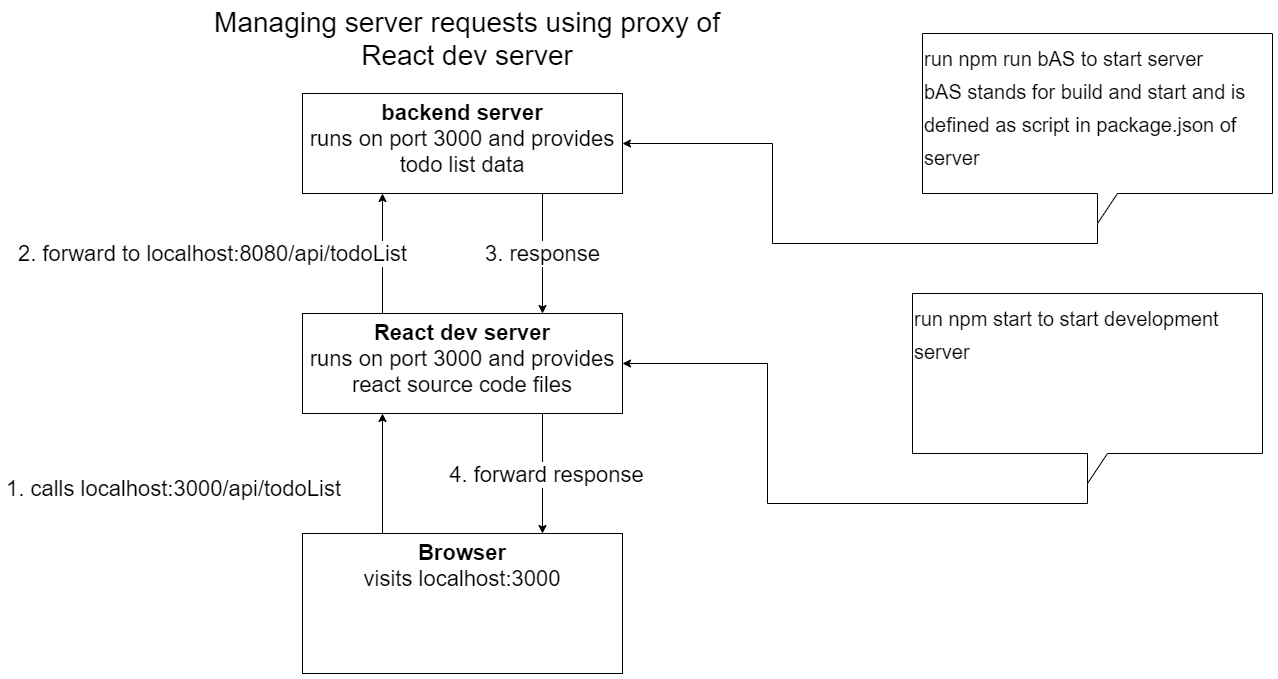 Managing server requests using proxy of
React dev server
backend server
runs on port 3000 and provides
todo list data
run npm run bAS to start server
bAS stands for build and start and is
defined as script in package.json of
server
2. forward to localhost:8080/api/todoList
3. response
React dev server
runs on port 3000 and provides
react source code files
run npm start to start development
server
1. calls localhost:3000/api/todoList
4. forward response
Browser
visits localhost:3000